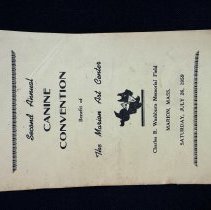 Second Annual
CANINE
CONVENTION
Benefit of
The Marion Art Center
Charles R. Washburn Memorial Field
MARION, MASS.
SATURDAY, JULY 26, 1959